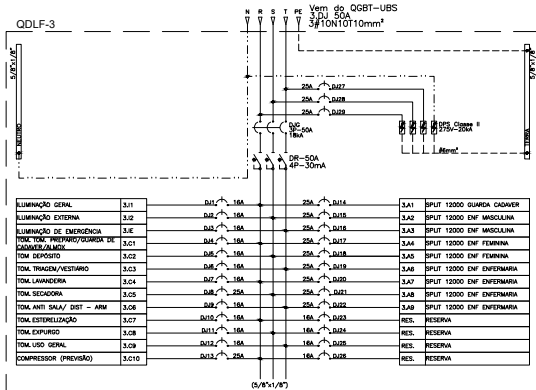 QDLF-3
N R S T PE
Vem do QGBT-UBS
3.DJ 50A
3#10N10T10mm²
5/8"x1/8"
NEUTRO
5/8"x1/8"
TERRA
25A DJ27
25A DJ28
25A DJ29
DJG
3P-50A
18kA
DPS Classe II
275V-20kA
#6mm²
DR-50A
4P-30mA
ILUMINAÇÃO GERAL 3.I1 DJ1 16A 25A DJ14 3.A1 SPLIT 12000 GUARDA CADAVER
ILUMINAÇÃO EXTERNA 3.I2 DJ2 16A 25A DJ15 3.A2 SPLIT 12000 ENF MASCULINA
ILUMINAÇÃO DE EMERGÊNCIA 3.IE DJ3 16A 25A DJ16 3.A3 SPLIT 12000 ENF MASCULINA
TOM. TOM. PREPARO/GUARDA DE
CADAVER/ALMOX 3.C1 DJ4 16A 25A DJ17 3.A4 SPLIT 12000 ENF FEMININA
TOM DEPÓSITO 3.C2 DJ5 16A 25A DJ18 3.A5 SPLIT 12000 ENF FEMININA
TOM. TRIAGEM/VESTIÁRIO 3.C3 DJ6 16A 25A DJ19 3.A6 SPLIT 12000 ENF ENFERMARIA
TOM. LAVANDERIA 3.C4 DJ7 16A 25A DJ20 3.A7 SPLIT 12000 ENF ENFERMARIA
TOM. SECADORA 3.C5 DJ8 25A 25A DJ21 3.A8 SPLIT 12000 ENF ENFERMARIA
TOM. ANTI SALA/ DIST - ARM 3.C6 DJ9 16A 25A DJ22 3.A9 SPLIT 12000 ENF ENFERMARIA
TOM. ESTERELIZAÇÃO 3.C7 DJ10 16A 16A DJ23 RES. RESERVA
TOM. EXPURGO 3.C8 DJ11 16A 16A DJ24 RES. RESERVA
TOM. USO GERAL 3.C9 DJ12 16A 16A DJ25 RES. RESERVA
COMPRESSOR (PREVISÃO) 3.C10 DJ13 25A 16A DJ26 RES. RESERVA
(5/8"x1/8")